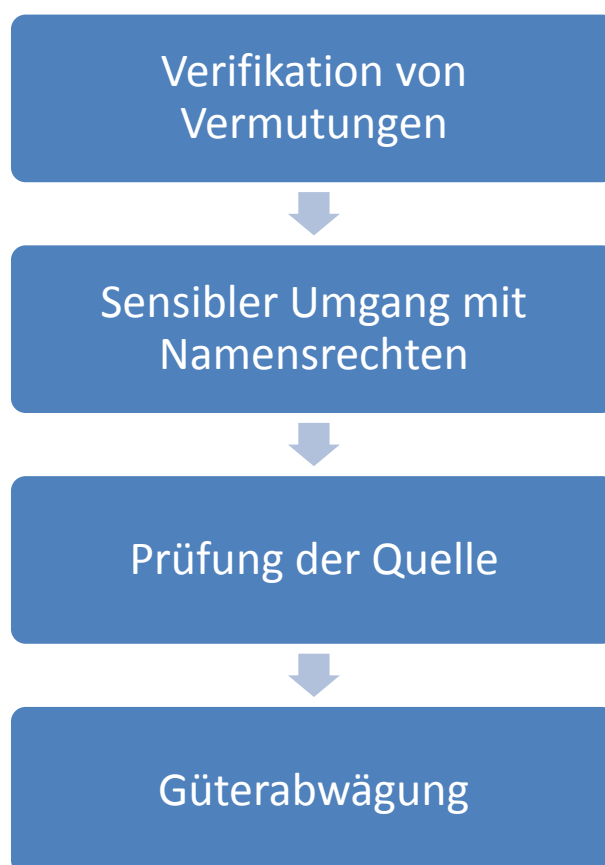 Verifikation von
Vermutungen
Sensibler Umgang mit
Namensrechten
Prüfung der Quelle
Güterabwägung